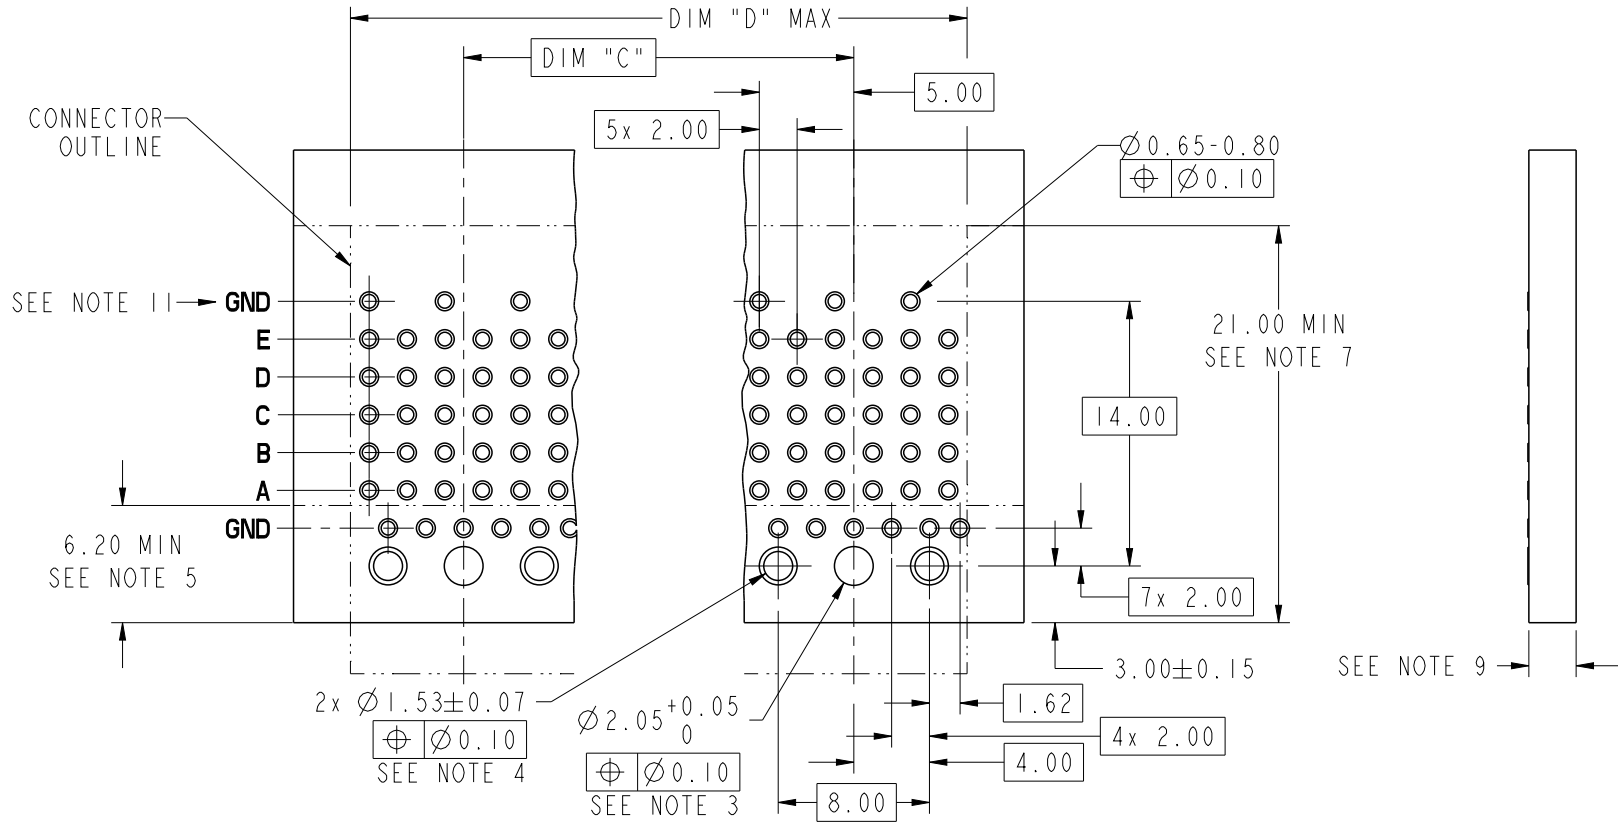 DIM "D" MAX
DIM "C"
5.00
CONNECTOR
OUTLINE
5x 2.00
Ø0.65-0.80
⌖ Ø0.10
SEE NOTE 11
GND
E
D
C
B
A
GND
21.00 MIN
SEE NOTE 7
14.00
6.20 MIN
SEE NOTE 5
7x 2.00
3.00±0.15
SEE NOTE 9
2x Ø1.53±0.07
⌖ Ø0.10
SEE NOTE 4
Ø2.05 +0.05
0
⌖ Ø0.10
SEE NOTE 3
1.62
4x 2.00
4.00
8.00